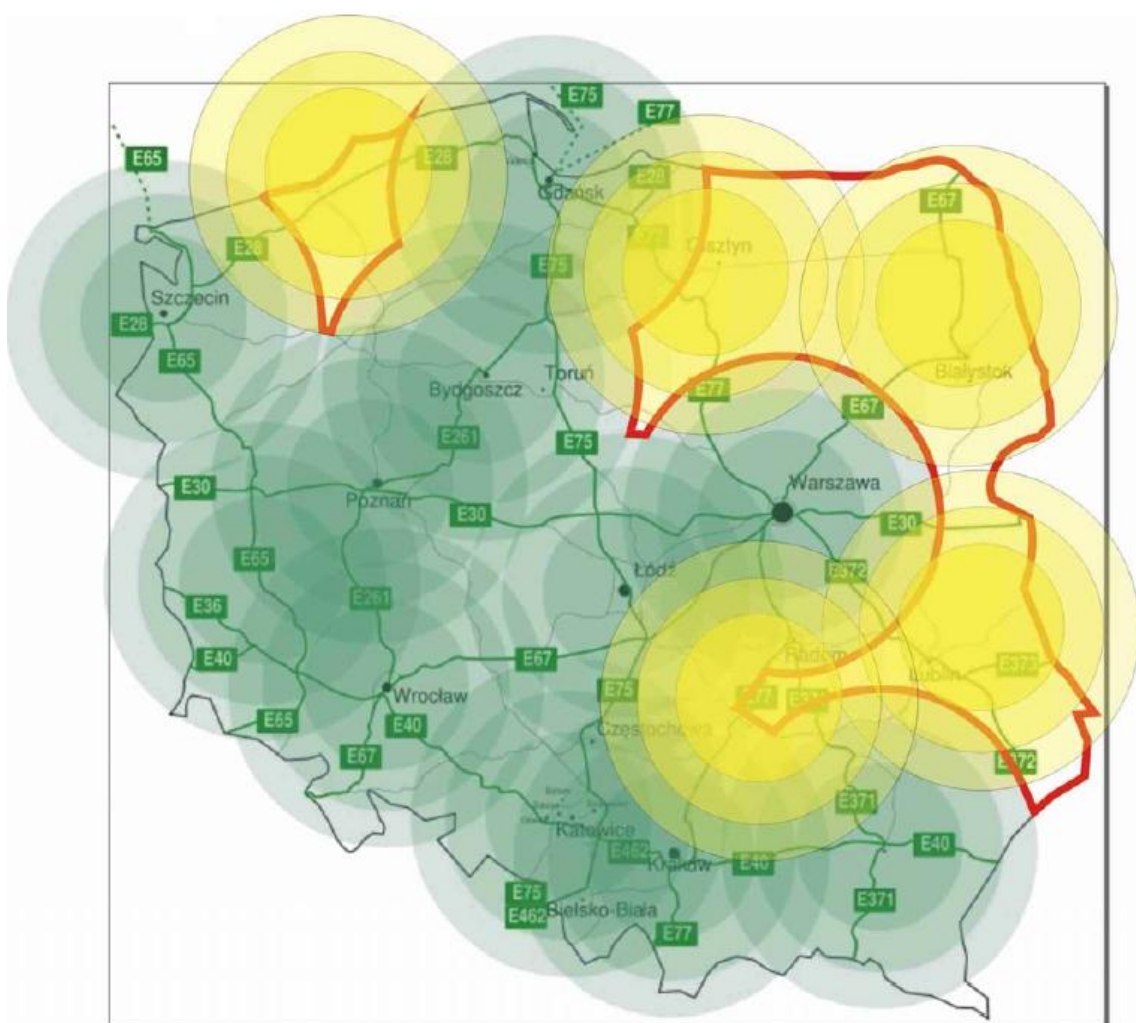 E75
E77
E65
E28
Gdańsk
E28
E67
E28
E77
Olsztyn
E75
Szczecin
E28
E65
Białystok
Toruń
Bydgoszcz
E77
E67
E261
E75
Warszawa
E30
Poznań
E30
E30
E65
E372
Łódź
E36
E261
E40
E67
Radom
Lublin
E373
Wrocław
E75
E77
E65
E40
Częstochowa
E67
E372
E371
Katowice
E462
Kraków
E40
E40
E75
E462
Bielsko-Biała
E371
E77